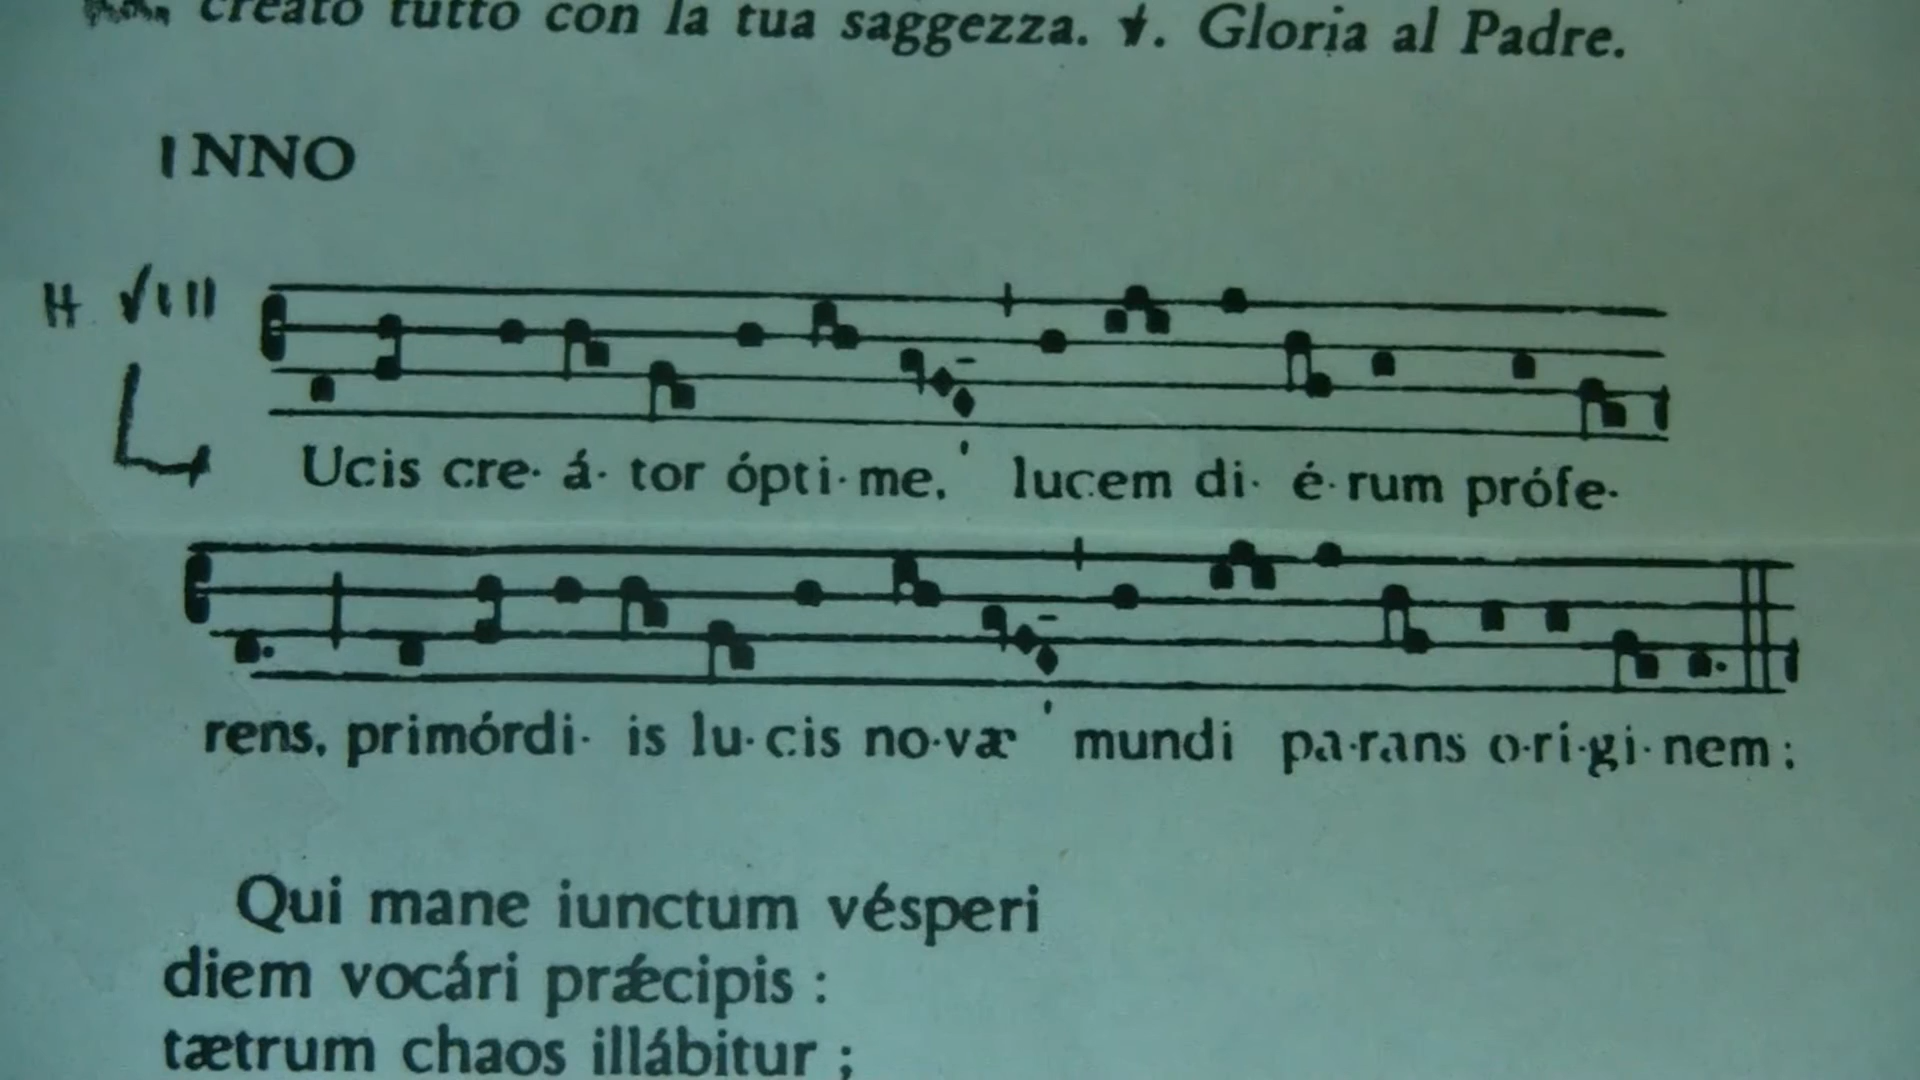 creato tutto con la tua saggezza. ℣. Gloria al Padre.
INNO
H VIII
L
Ucis cre· á· tor ópti·me, ' lucem di· é·rum prófe·
rens, primórdi· is lu·cis no·væ ' mundi pa·rans o·ri·gi·nem :
Qui mane iunctum vésperi
diem vocári prǽcipis :
tætrum chaos illábitur ;